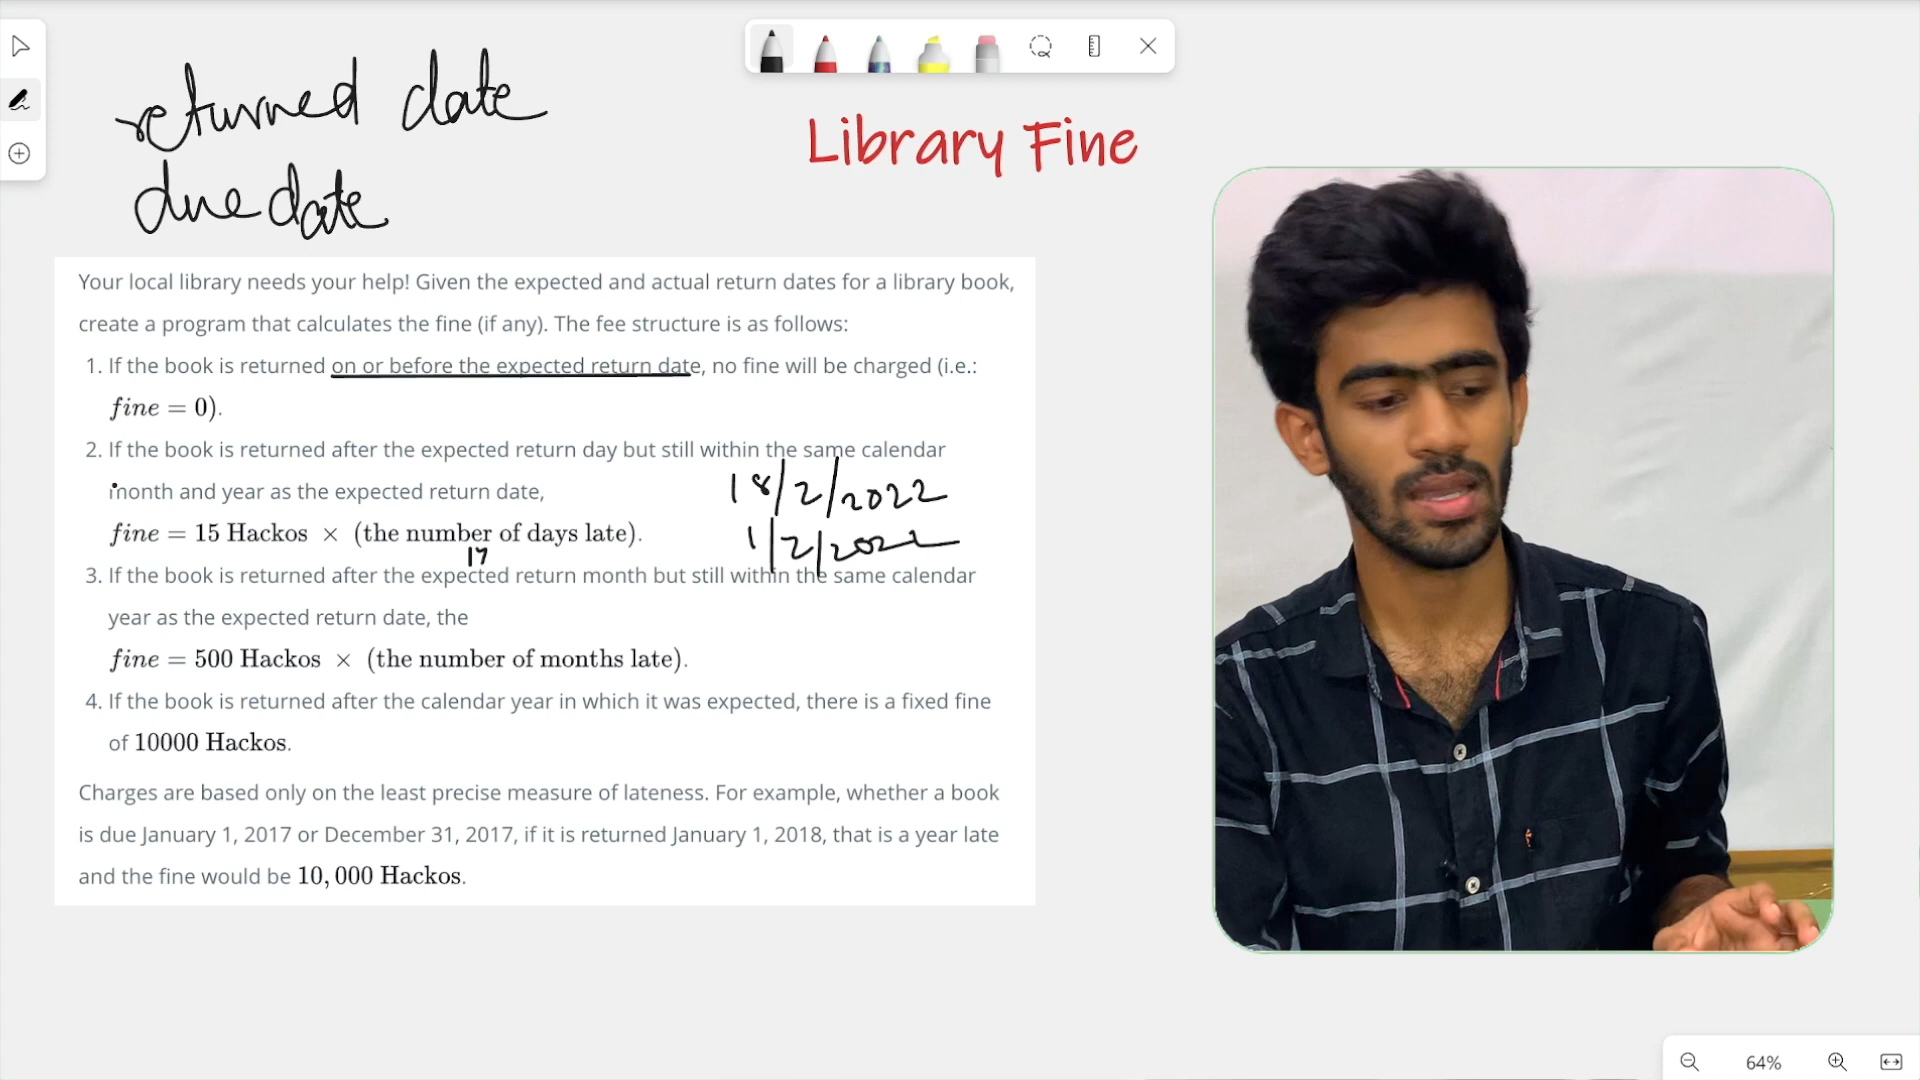 returned date
due date
Library Fine
Your local library needs your help! Given the expected and actual return dates for a library book,
create a program that calculates the fine (if any). The fee structure is as follows:
1. If the book is returned on or before the expected return date, no fine will be charged (i.e.:
fine = 0).
2. If the book is returned after the expected return day but still within the same calendar
month and year as the expected return date,
18/2/2022
fine = 15 Hackos × (the number of days late).
1/2/2022
17
3. If the book is returned after the expected return month but still within the same calendar
year as the expected return date, the
fine = 500 Hackos × (the number of months late).
4. If the book is returned after the calendar year in which it was expected, there is a fixed fine
of 10000 Hackos.
Charges are based only on the least precise measure of lateness. For example, whether a book
is due January 1, 2017 or December 31, 2017, if it is returned January 1, 2018, that is a year late
and the fine would be 10,000 Hackos.
64%